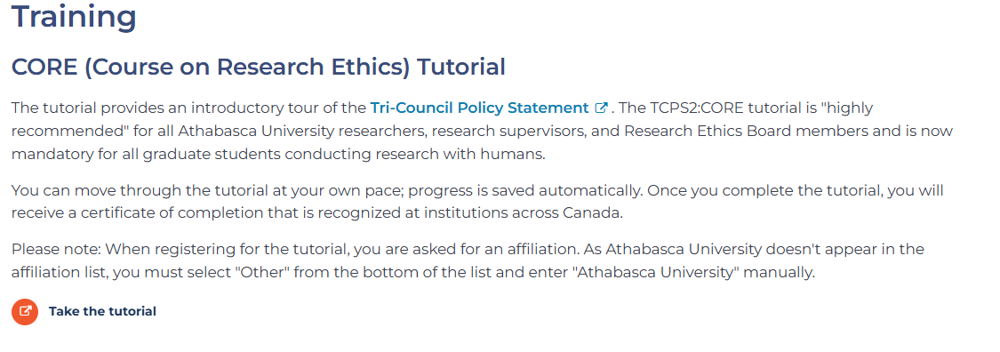 Training
CORE (Course on Research Ethics) Tutorial
The tutorial provides an introductory tour of the Tri-Council Policy Statement . The TCPS2:CORE tutorial is "highly
recommended" for all Athabasca University researchers, research supervisors, and Research Ethics Board members and is now
mandatory for all graduate students conducting research with humans.
You can move through the tutorial at your own pace; progress is saved automatically. Once you complete the tutorial, you will
receive a certificate of completion that is recognized at institutions across Canada.
Please note: When registering for the tutorial, you are asked for an affiliation. As Athabasca University doesn't appear in the
affiliation list, you must select "Other" from the bottom of the list and enter "Athabasca University" manually.
Take the tutorial